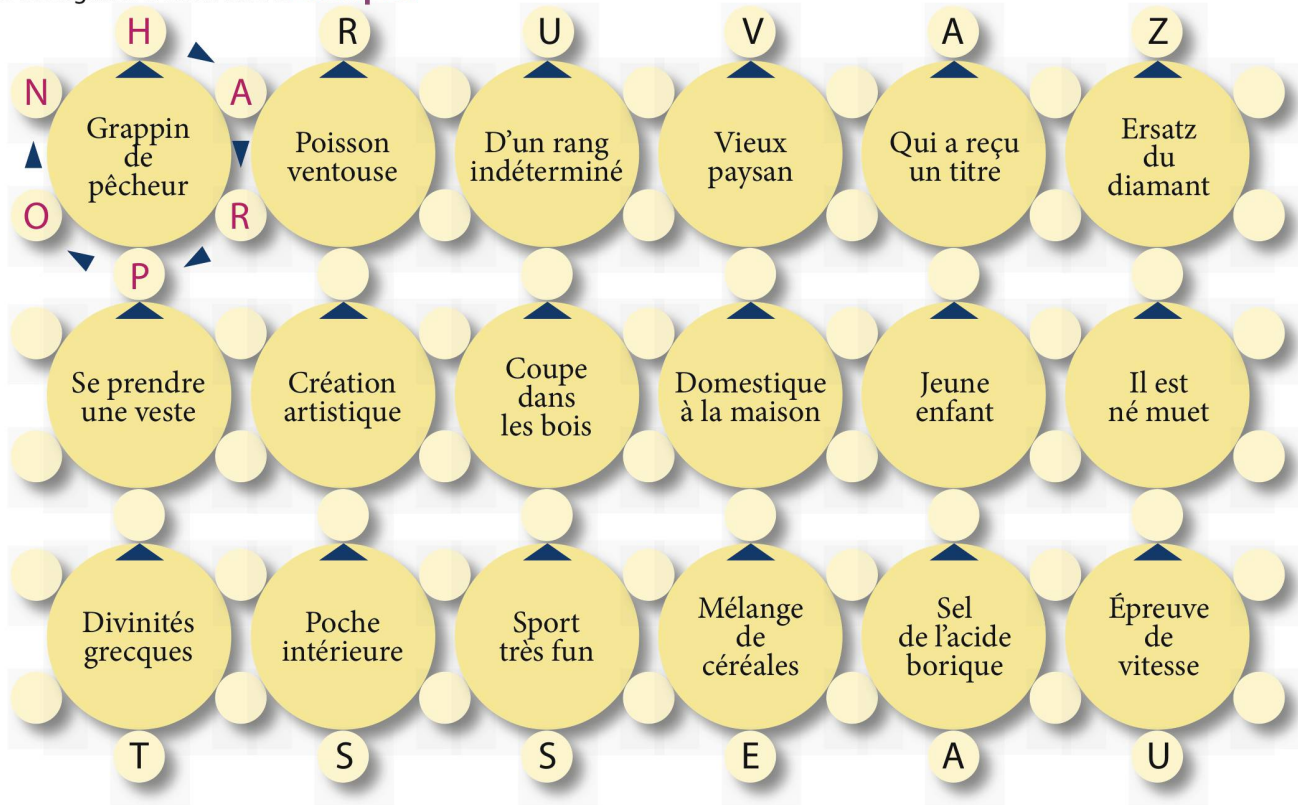 H R U V A Z
N A
Grappin
de
pêcheur
Poisson
ventouse
D'un rang
indéterminé
Vieux
paysan
Qui a reçu
un titre
Ersatz
du
diamant
O R
P
Se prendre
une veste
Création
artistique
Coupe
dans
les bois
Domestique
à la maison
Jeune
enfant
Il est
né muet
Divinités
grecques
Poche
intérieure
Sport
très fun
Mélange
de
céréales
Sel
de l'acide
borique
Épreuve
de
vitesse
T S S E A U